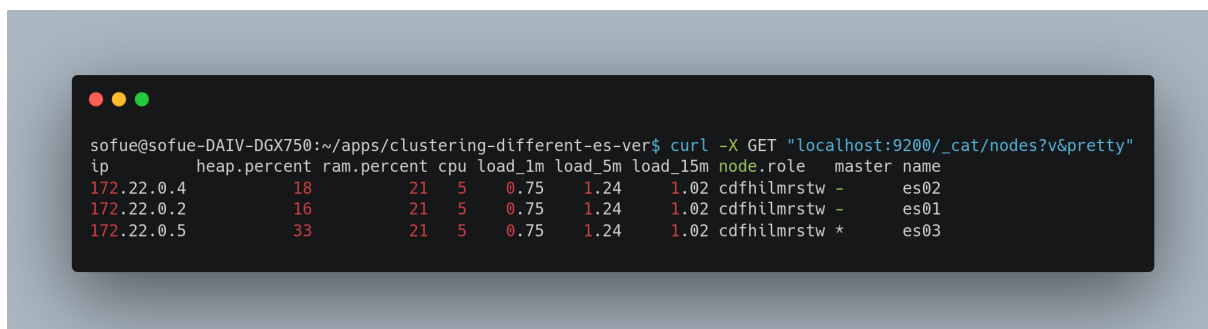 sofue@sofue-DAIV-DGX750:~/apps/clustering-different-es-ver$ curl -X GET "localhost:9200/_cat/nodes?v&pretty"
ip         heap.percent ram.percent cpu load_1m load_5m load_15m node.role   master name
172.22.0.4           18          21   5    0.75    1.24     1.02 cdfhilmrstw -      es02
172.22.0.2           16          21   5    0.75    1.24     1.02 cdfhilmrstw -      es01
172.22.0.5           33          21   5    0.75    1.24     1.02 cdfhilmrstw *      es03